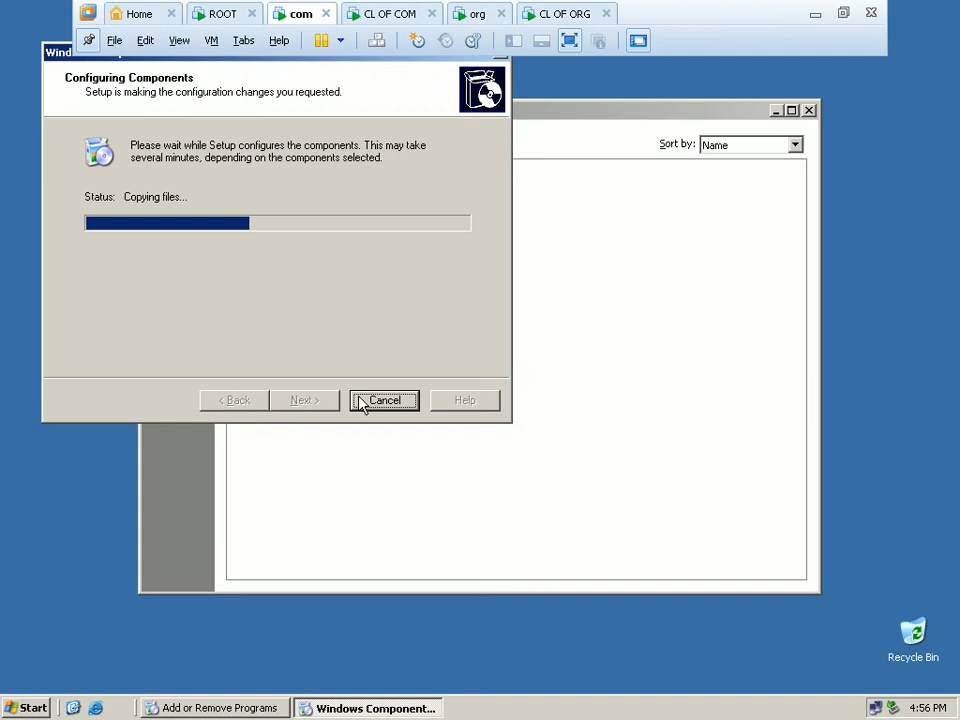 Home
ROOT
com
CL OF COM
org
CL OF ORG
File Edit View VM Tabs Help
Configuring Components
Setup is making the configuration changes you requested.
Please wait while Setup configures the components. This may take
several minutes, depending on the components selected.
Status: Copying files...
Sort by: Name
< Back
Next >
Cancel
Help
Recycle Bin
Start
Add or Remove Programs
Windows Component...
4:56 PM